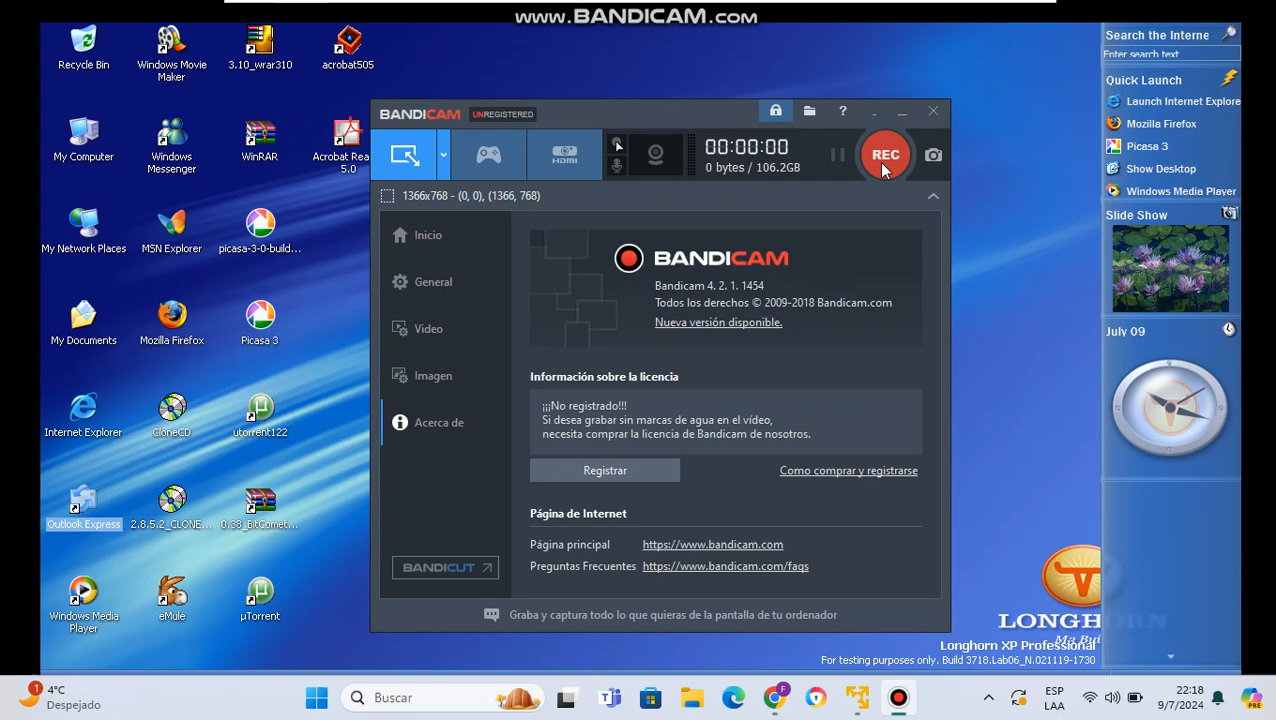 www.BANDICAM.com
Recycle Bin
Windows Movie
Maker
3.10_wrar310
acrobat505
My Computer
Windows
Messenger
WinRAR
Acrobat Rea
5.0
My Network Places
MSN Explorer
picasa-3-0-build...
My Documents
Mozilla Firefox
Picasa 3
Internet Explorer
CloneCD
utorrent122
Outlook Express
2.8.5.2_CLONE...
0.38_BitComet...
Windows Media
Player
eMule
µTorrent
BANDICAM UNREGISTERED
?
HDMI
00:00:00
0 bytes / 106.2GB
REC
1366x768 - (0, 0), (1366, 768)
Inicio
General
Video
Imagen
Acerca de
BANDICUT
BANDICAM
Bandicam 4. 2. 1. 1454
Todos los derechos © 2009-2018 Bandicam.com
Nueva versión disponible.
Información sobre la licencia
¡¡¡No registrado!!!
Si desea grabar sin marcas de agua en el vídeo,
necesita comprar la licencia de Bandicam de nosotros.
Registrar
Como comprar y registrarse
Página de Internet
Página principal https://www.bandicam.com
Preguntas Frecuentes https://www.bandicam.com/faqs
Graba y captura todo lo que quieras de la pantalla de tu ordenador
Search the Interne
Enter search text
Quick Launch
Launch Internet Explore
Mozilla Firefox
Picasa 3
Show Desktop
Windows Media Player
Slide Show
July 09
LONGHORN
Longhorn XP Professional
For testing purposes only. Build 3718.Lab06_N.021119-1730
1
4°C
Despejado
Buscar
F
ESP
LAA
22:18
9/7/2024
PRE